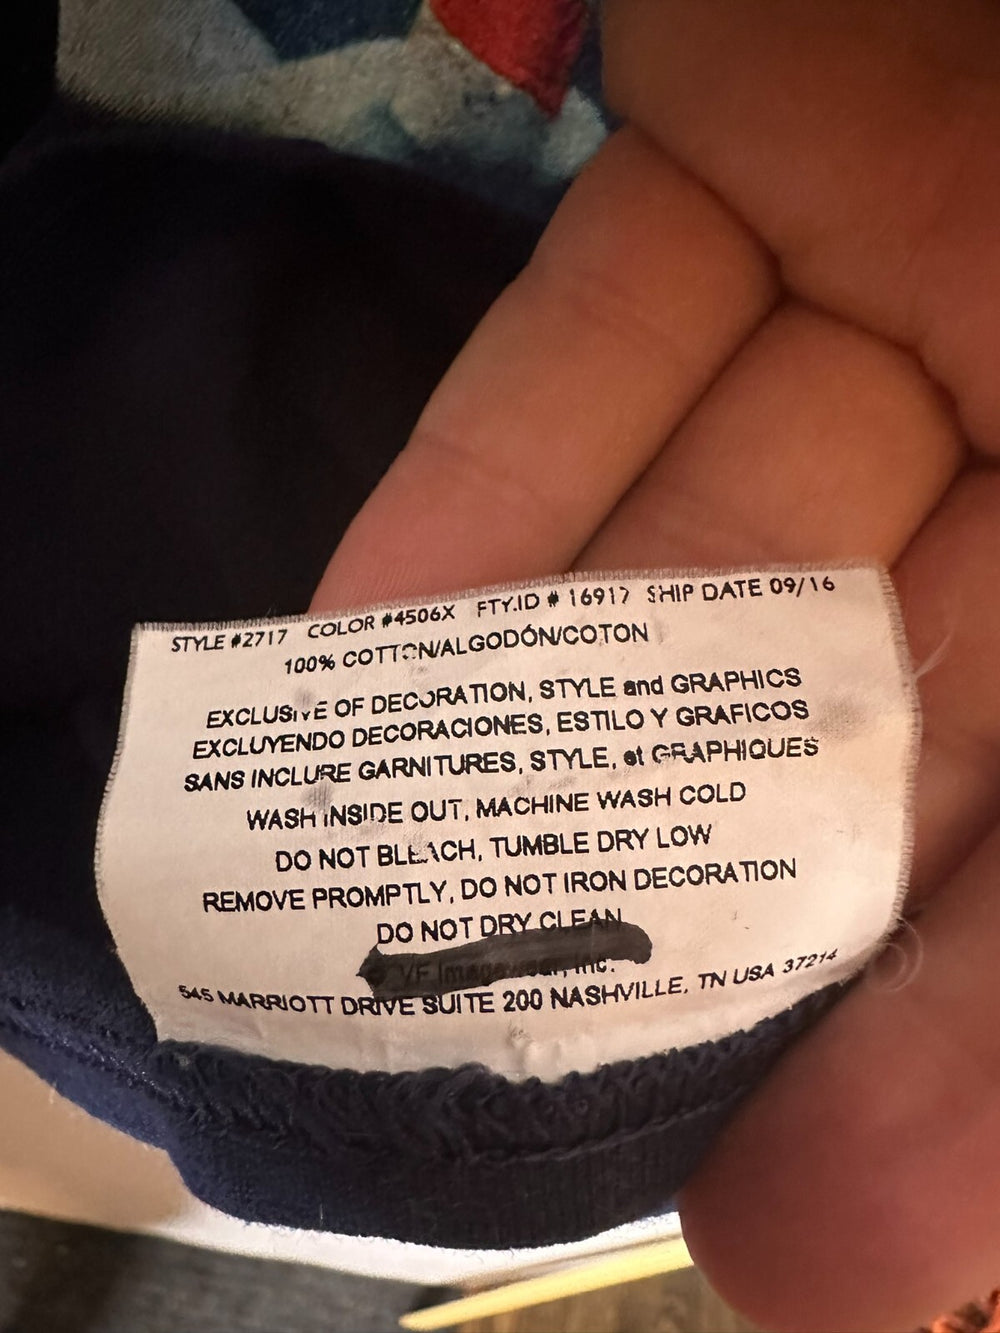 STYLE #2717 COLOR #4506X FTY.ID # 16917 SHIP DATE 09/16
100% COTTON/ALGODÓN/COTON
EXCLUSIVE OF DECORATION, STYLE and GRAPHICS
EXCLUYENDO DECORACIONES, ESTILO Y GRAFICOS
SANS INCLURE GARNITURES, STYLE, et GRAPHIQUES
WASH INSIDE OUT, MACHINE WASH COLD
DO NOT BLEACH, TUMBLE DRY LOW
REMOVE PROMPTLY, DO NOT IRON DECORATION
DO NOT DRY CLEAN
VF Imagewear, Inc.
545 MARRIOTT DRIVE SUITE 200 NASHVILLE, TN USA 37214